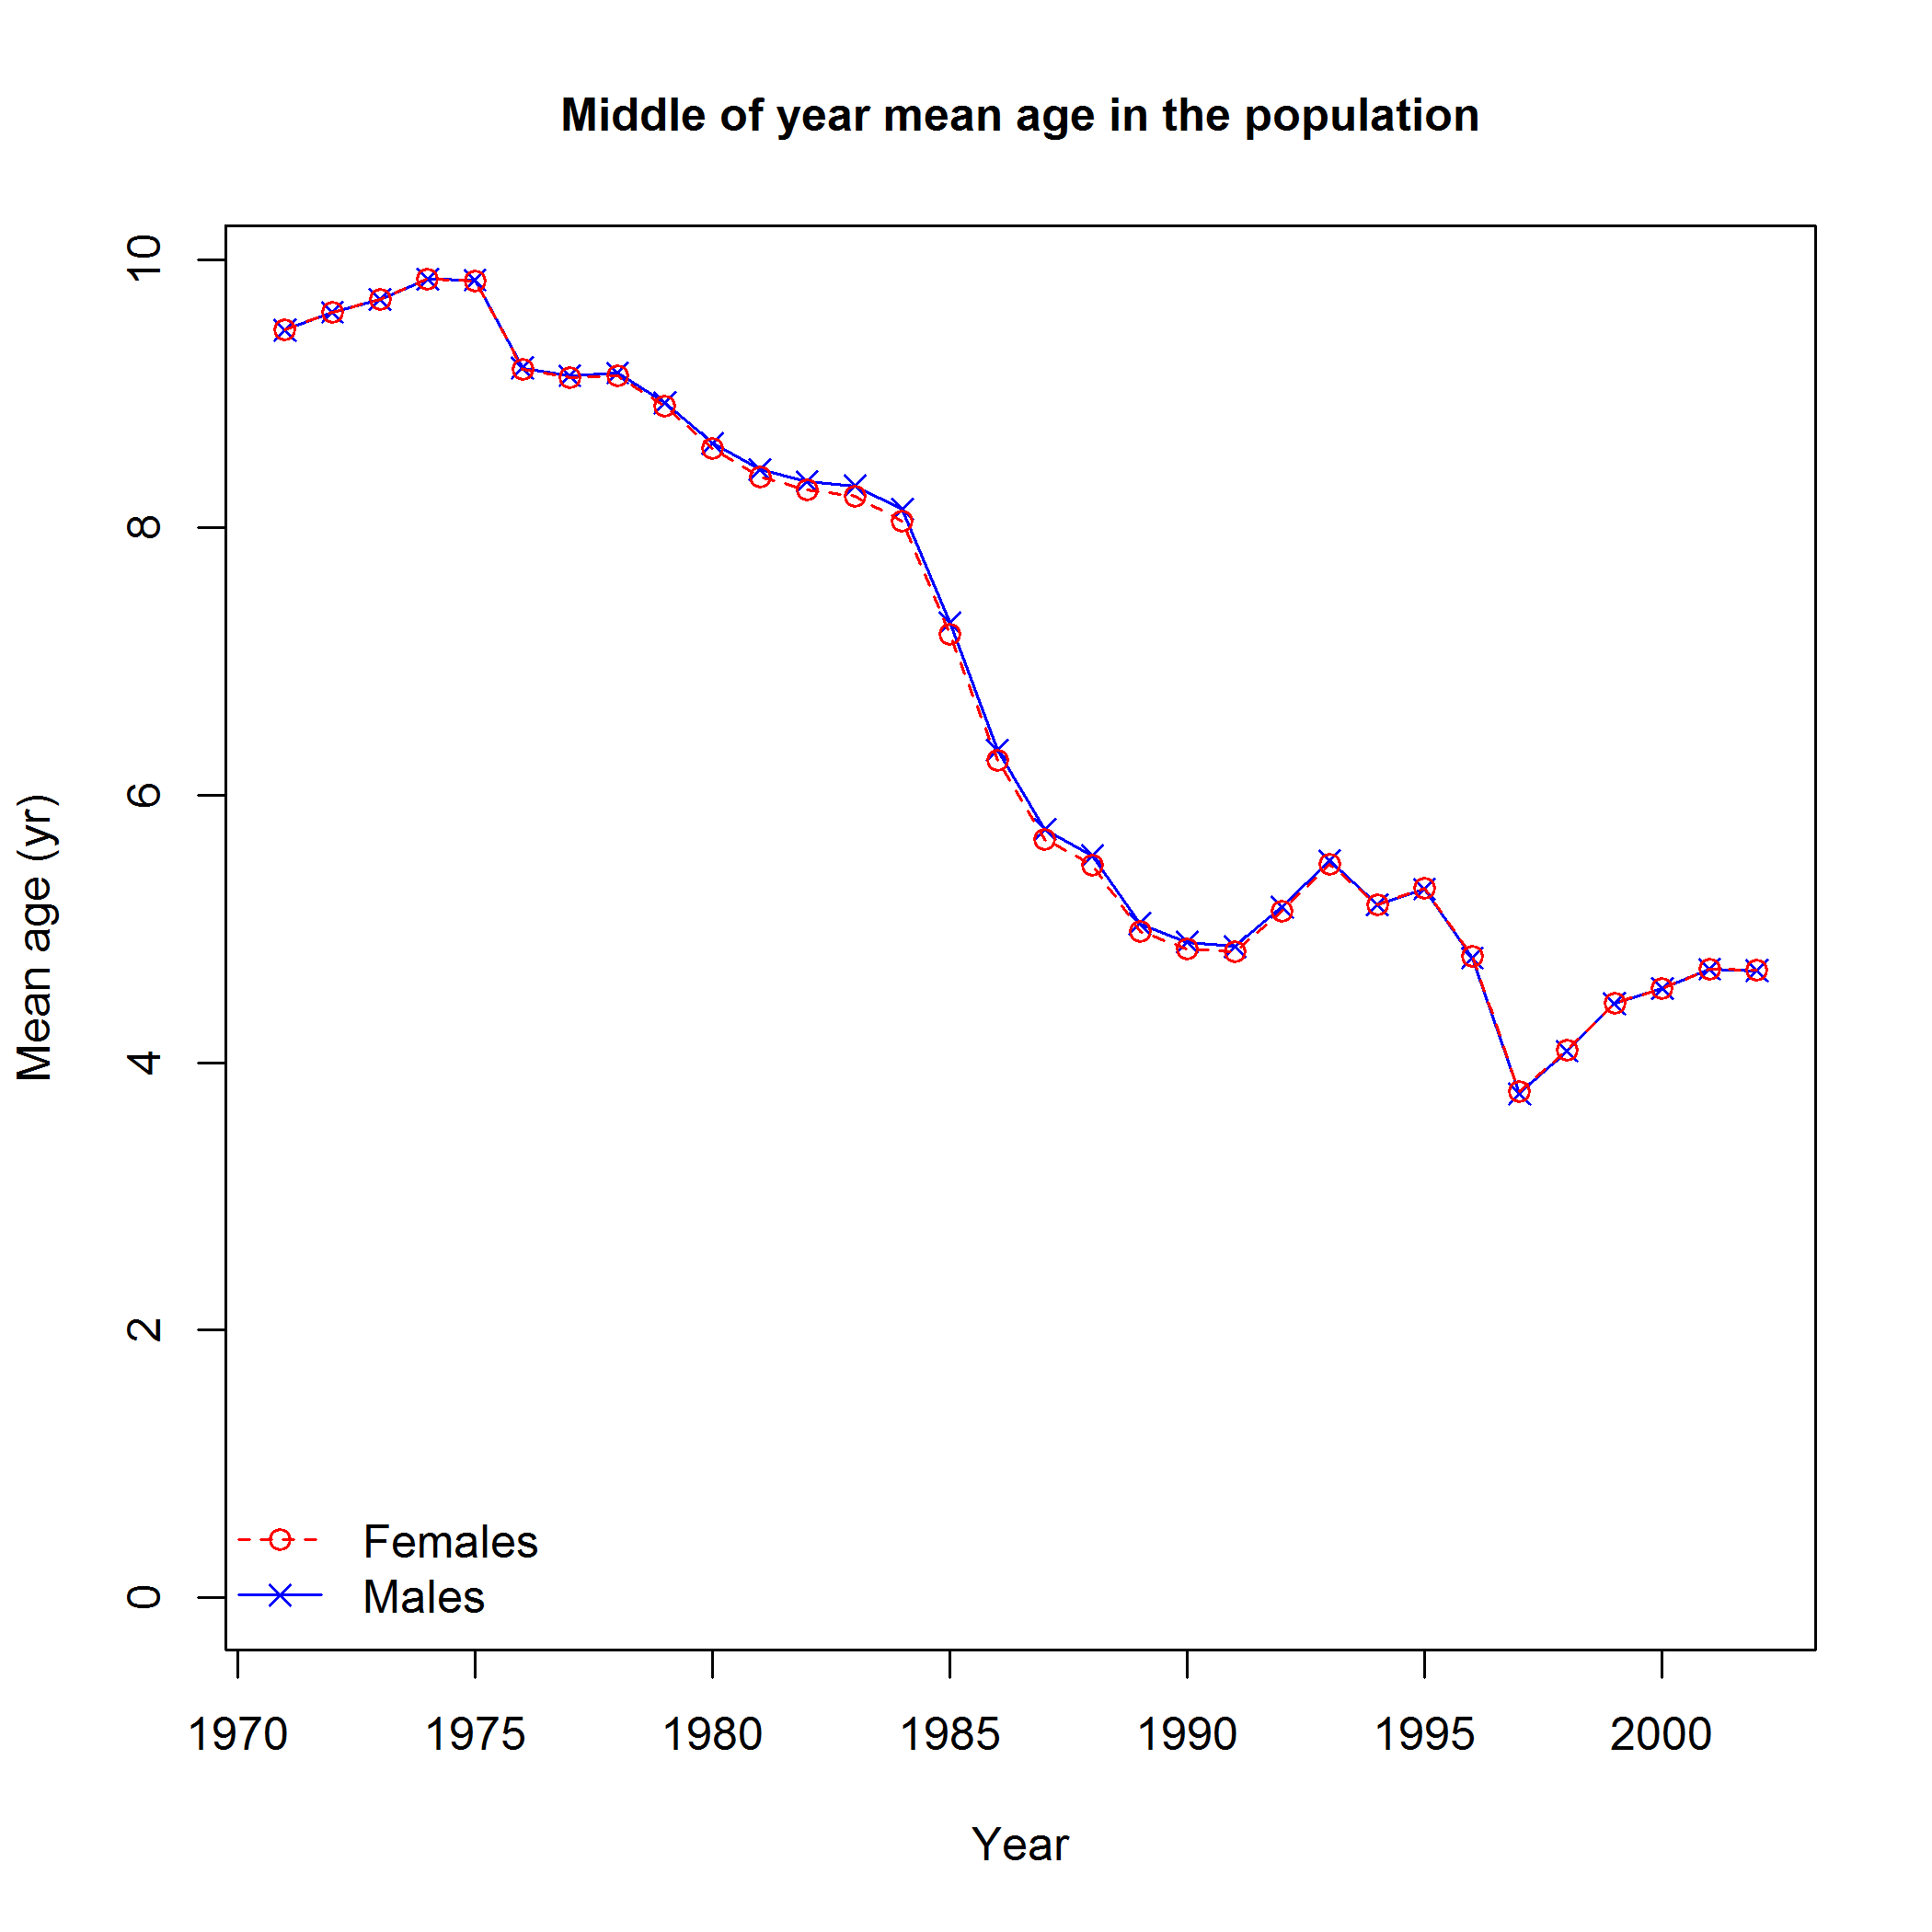 Middle of year mean age in the population
Mean age (yr)
10
8
6
4
2
0
Females
Males
1970 1975 1980 1985 1990 1995 2000
Year